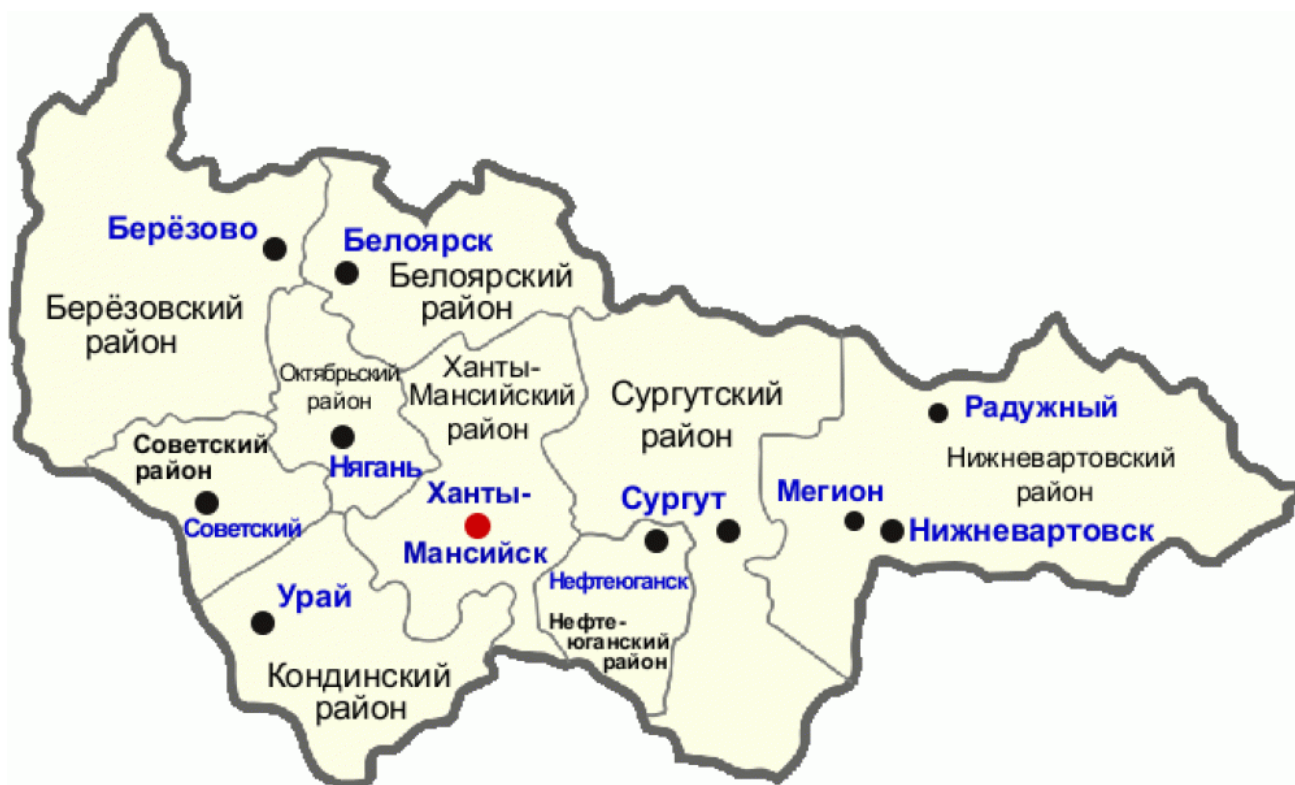 Берёзово
Белоярск
Белоярский
район
Берёзовский
район
Октябрьский
район
Ханты-
Мансийский
район
Сургутский
район
Радужный
Советский
район
Нягань
Нижневартовский
район
Ханты-
Мансийск
Сургут
Мегион
Нижневартовск
Советский
Нефтеюганск
Урай
Нефте-
юганский
район
Кондинский
район